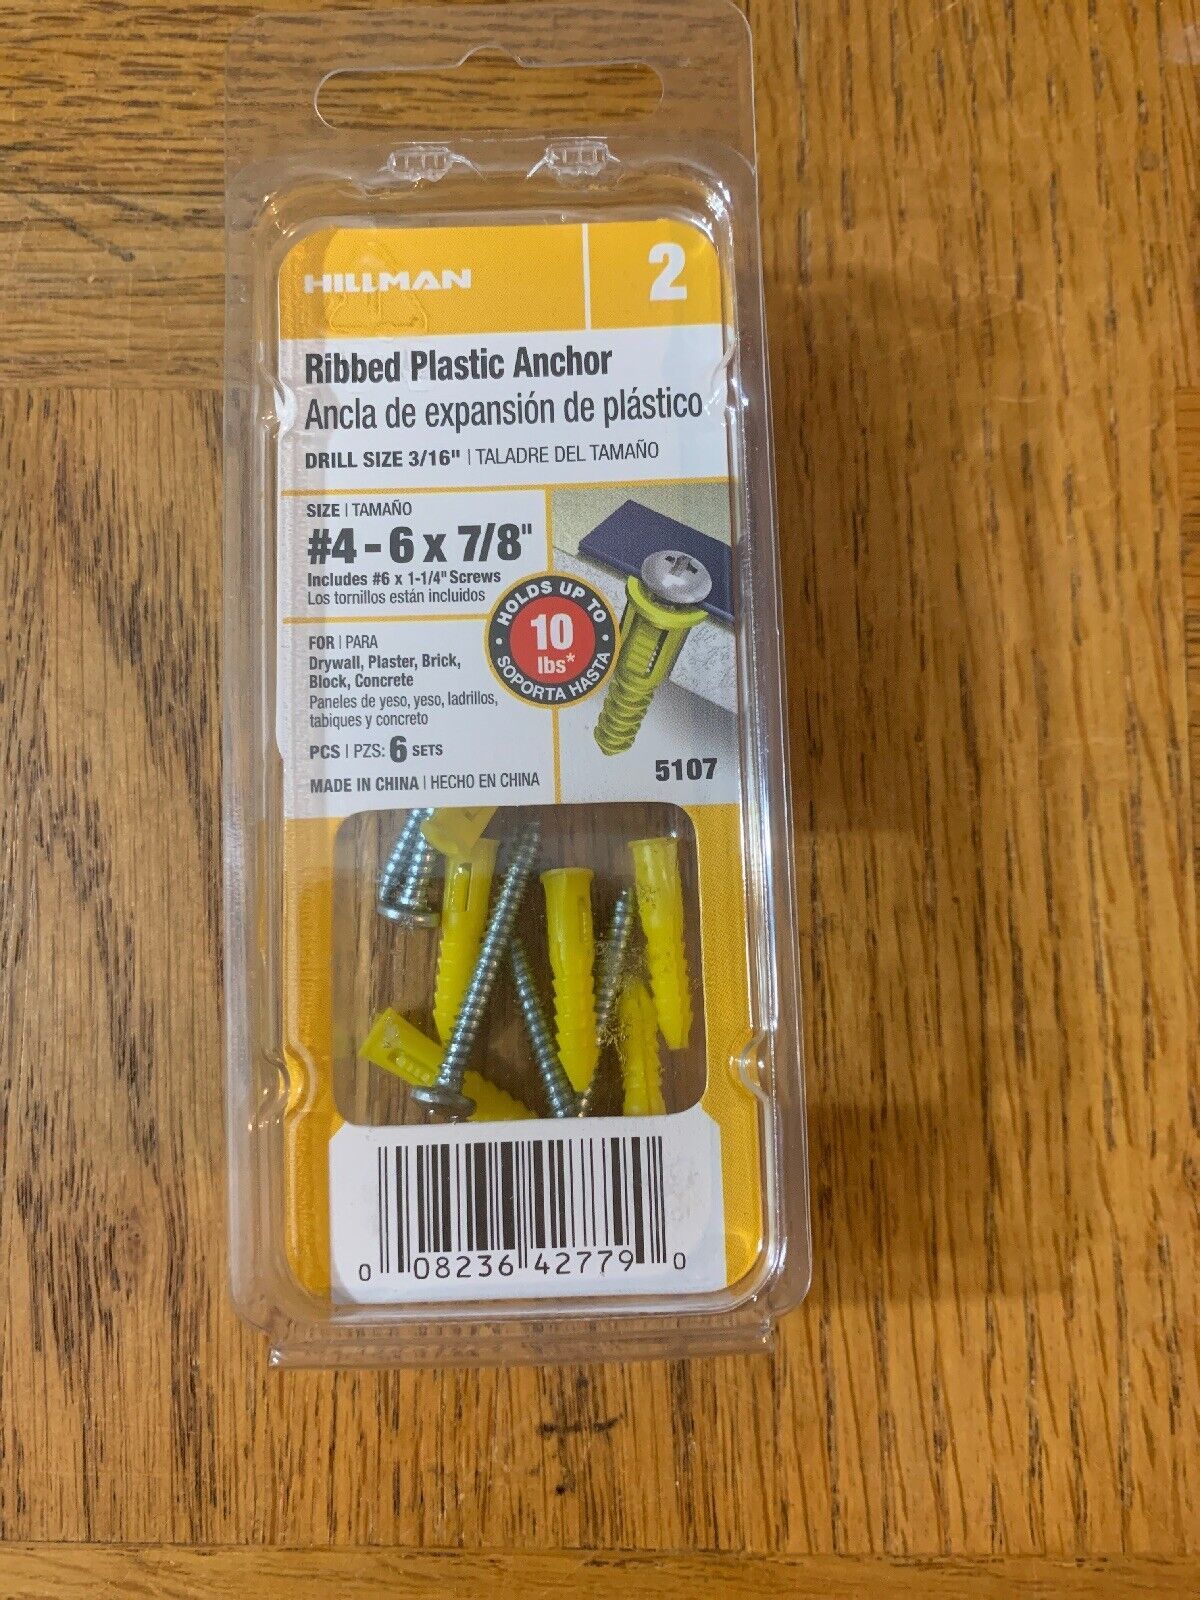 HILLMAN
2
Ribbed Plastic Anchor
Ancla de expansión de plástico
DRILL SIZE 3/16" | TALADRE DEL TAMAÑO
SIZE | TAMAÑO
#4 - 6 x 7/8"
Includes #6 x 1-1/4" Screws
Los tornillos están incluidos
HOLDS UP TO
10
lbs*
SOPORTA HASTA
FOR | PARA
Drywall, Plaster, Brick,
Block, Concrete
Paneles de yeso, yeso, ladrillos,
tabiques y concreto
PCS | PZS: 6 SETS
MADE IN CHINA | HECHO EN CHINA
5107
0 08236 42779 0